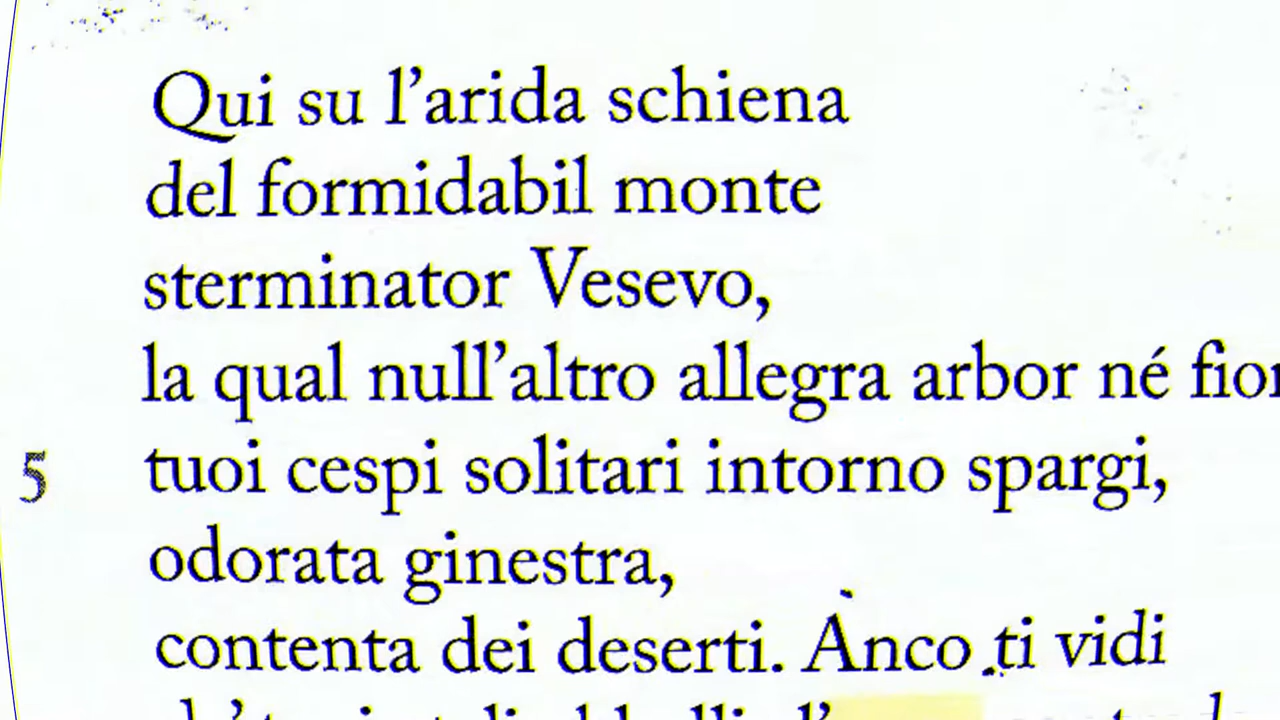 Qui su l'arida schiena
del formidabil monte
sterminator Vesevo,
la qual null'altro allegra arbor né fior
5 tuoi cespi solitari intorno spargi,
odorata ginestra,
contenta dei deserti. Anco ti vidi